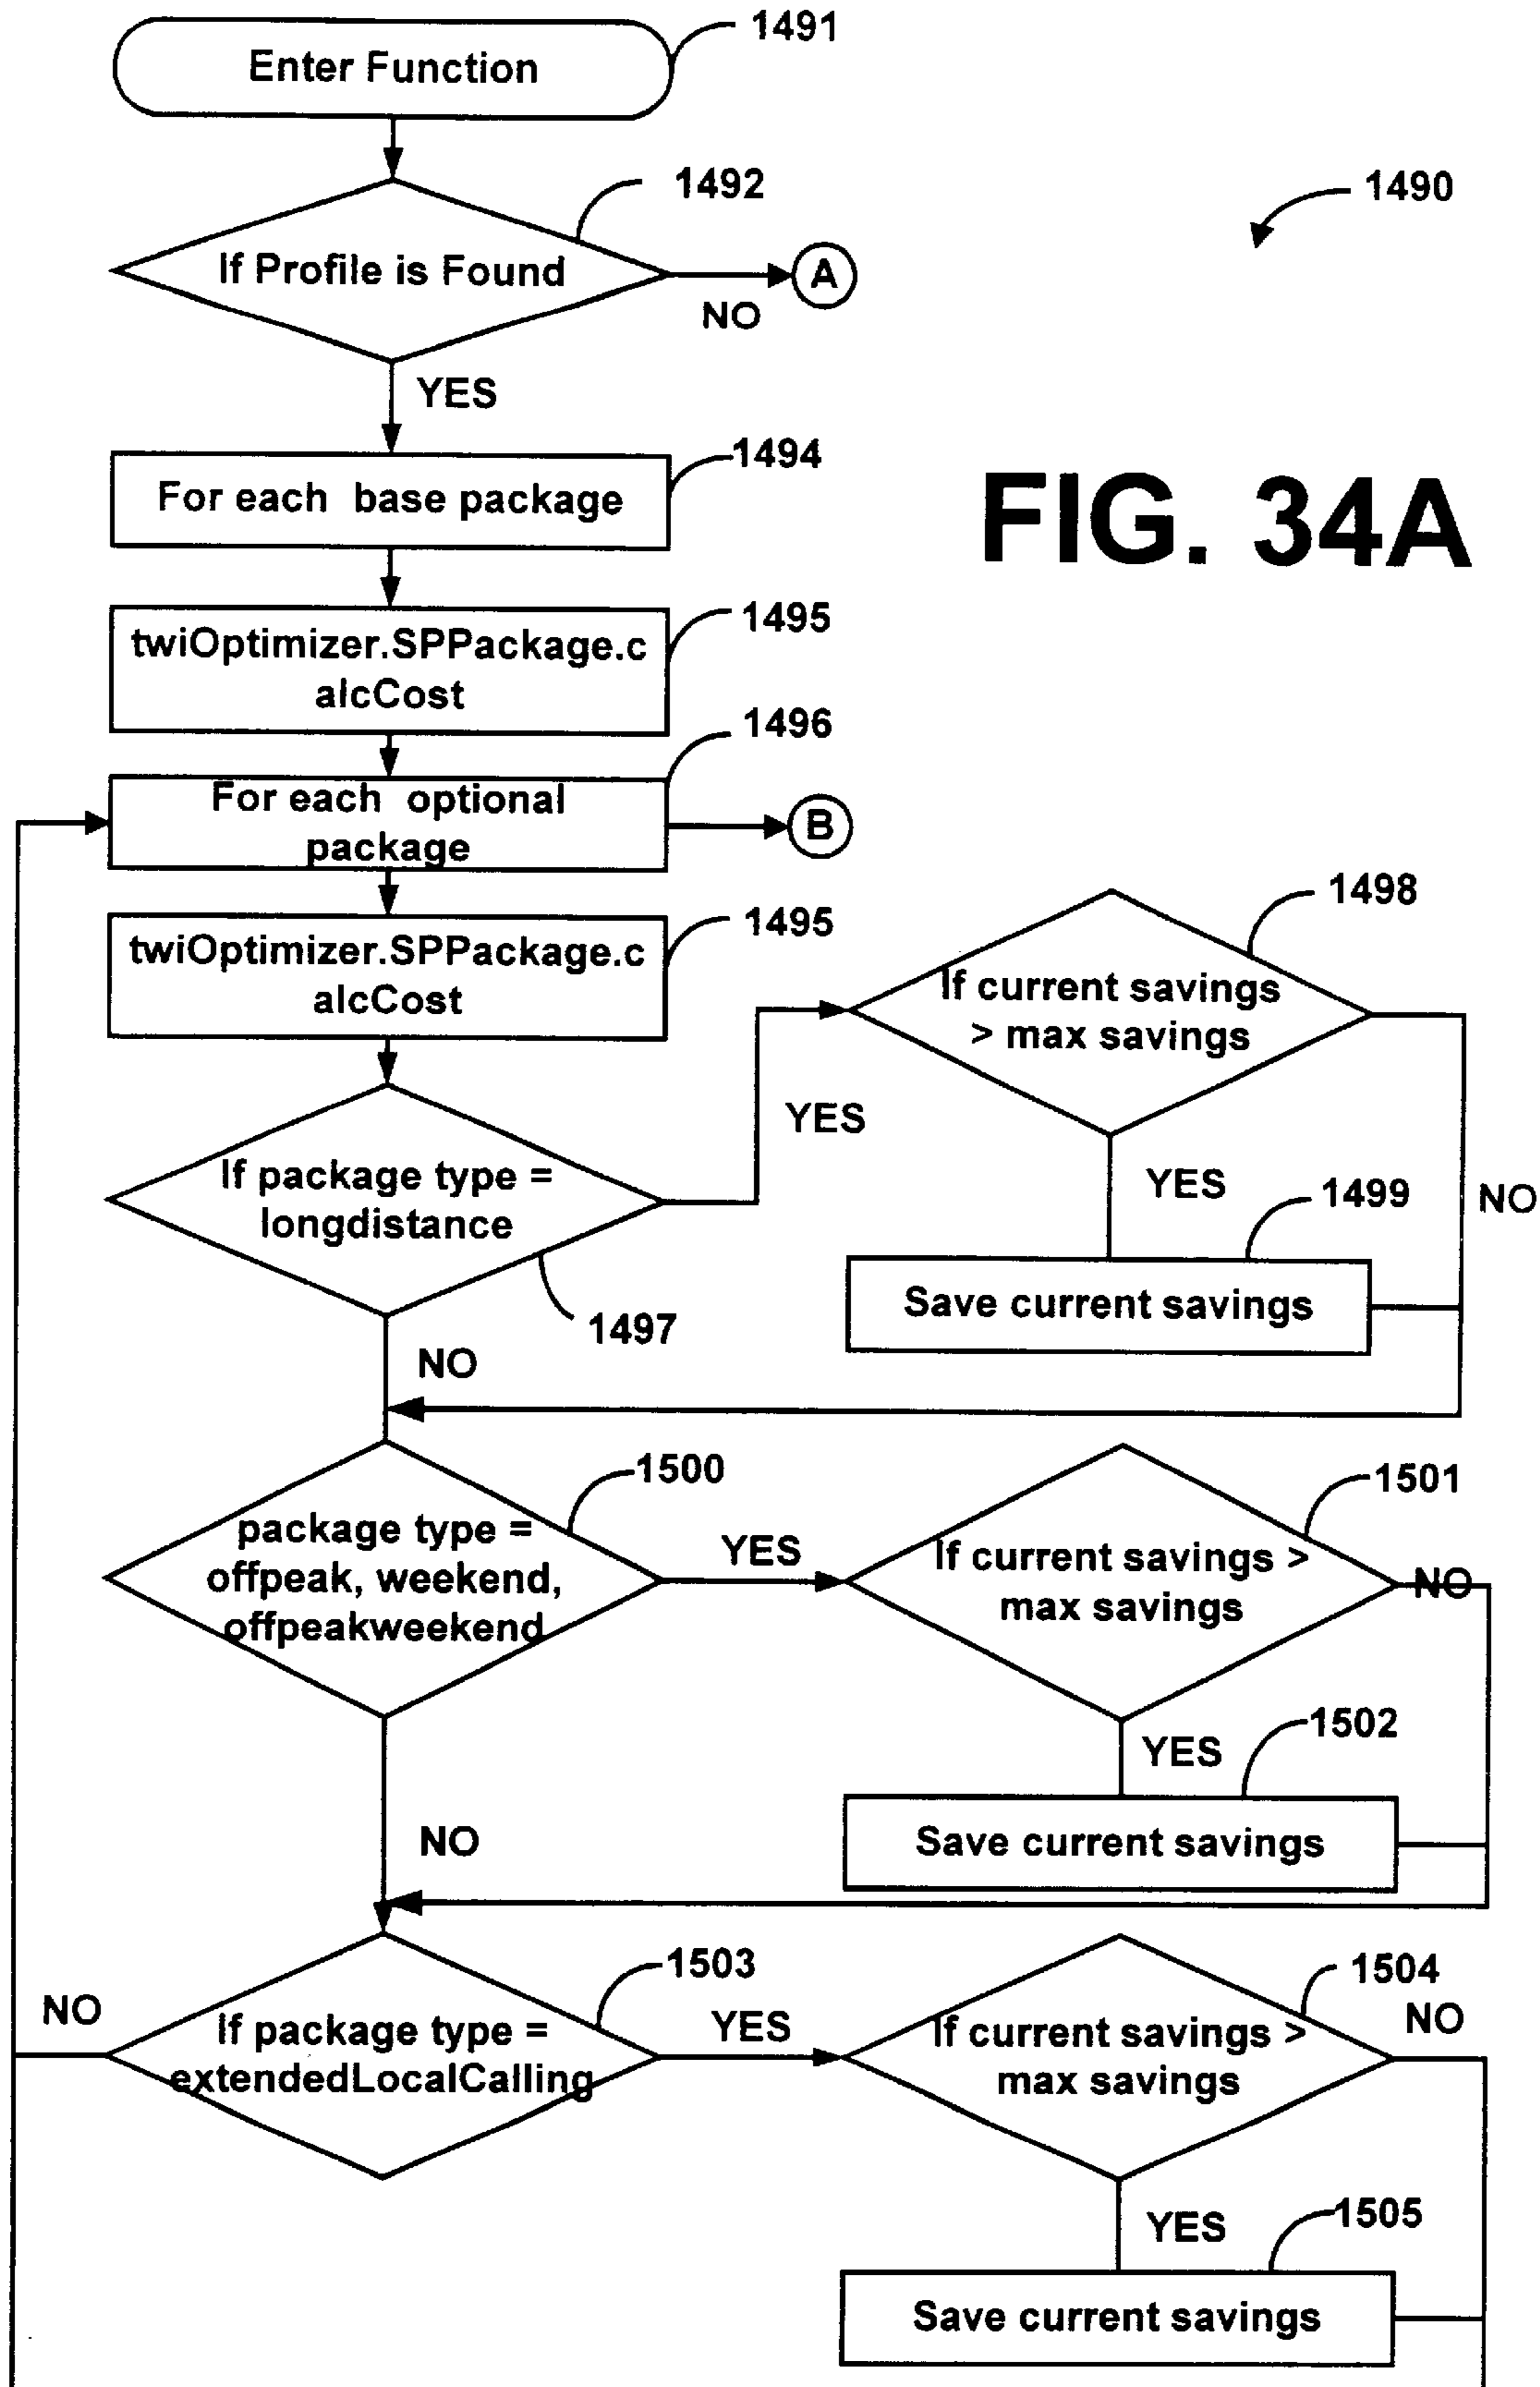 1491
Enter Function
1492
1490
If Profile is Found
A
NO
YES
1494
For each base package
FIG. 34A
1495
twiOptimizer.SPPackage.c
alcCost
1496
For each optional
package
B
1495
twiOptimizer.SPPackage.c
alcCost
1498
If current savings
> max savings
YES
If package type =
longdistance
YES
1499
NO
Save current savings
1497
NO
1500
1501
package type =
offpeak, weekend,
offpeakweekend
YES
If current savings >
max savings
NO
1502
YES
NO
Save current savings
1503
1504
NO
If package type =
extendedLocalCalling
YES
If current savings >
max savings
NO
YES
1505
Save current savings